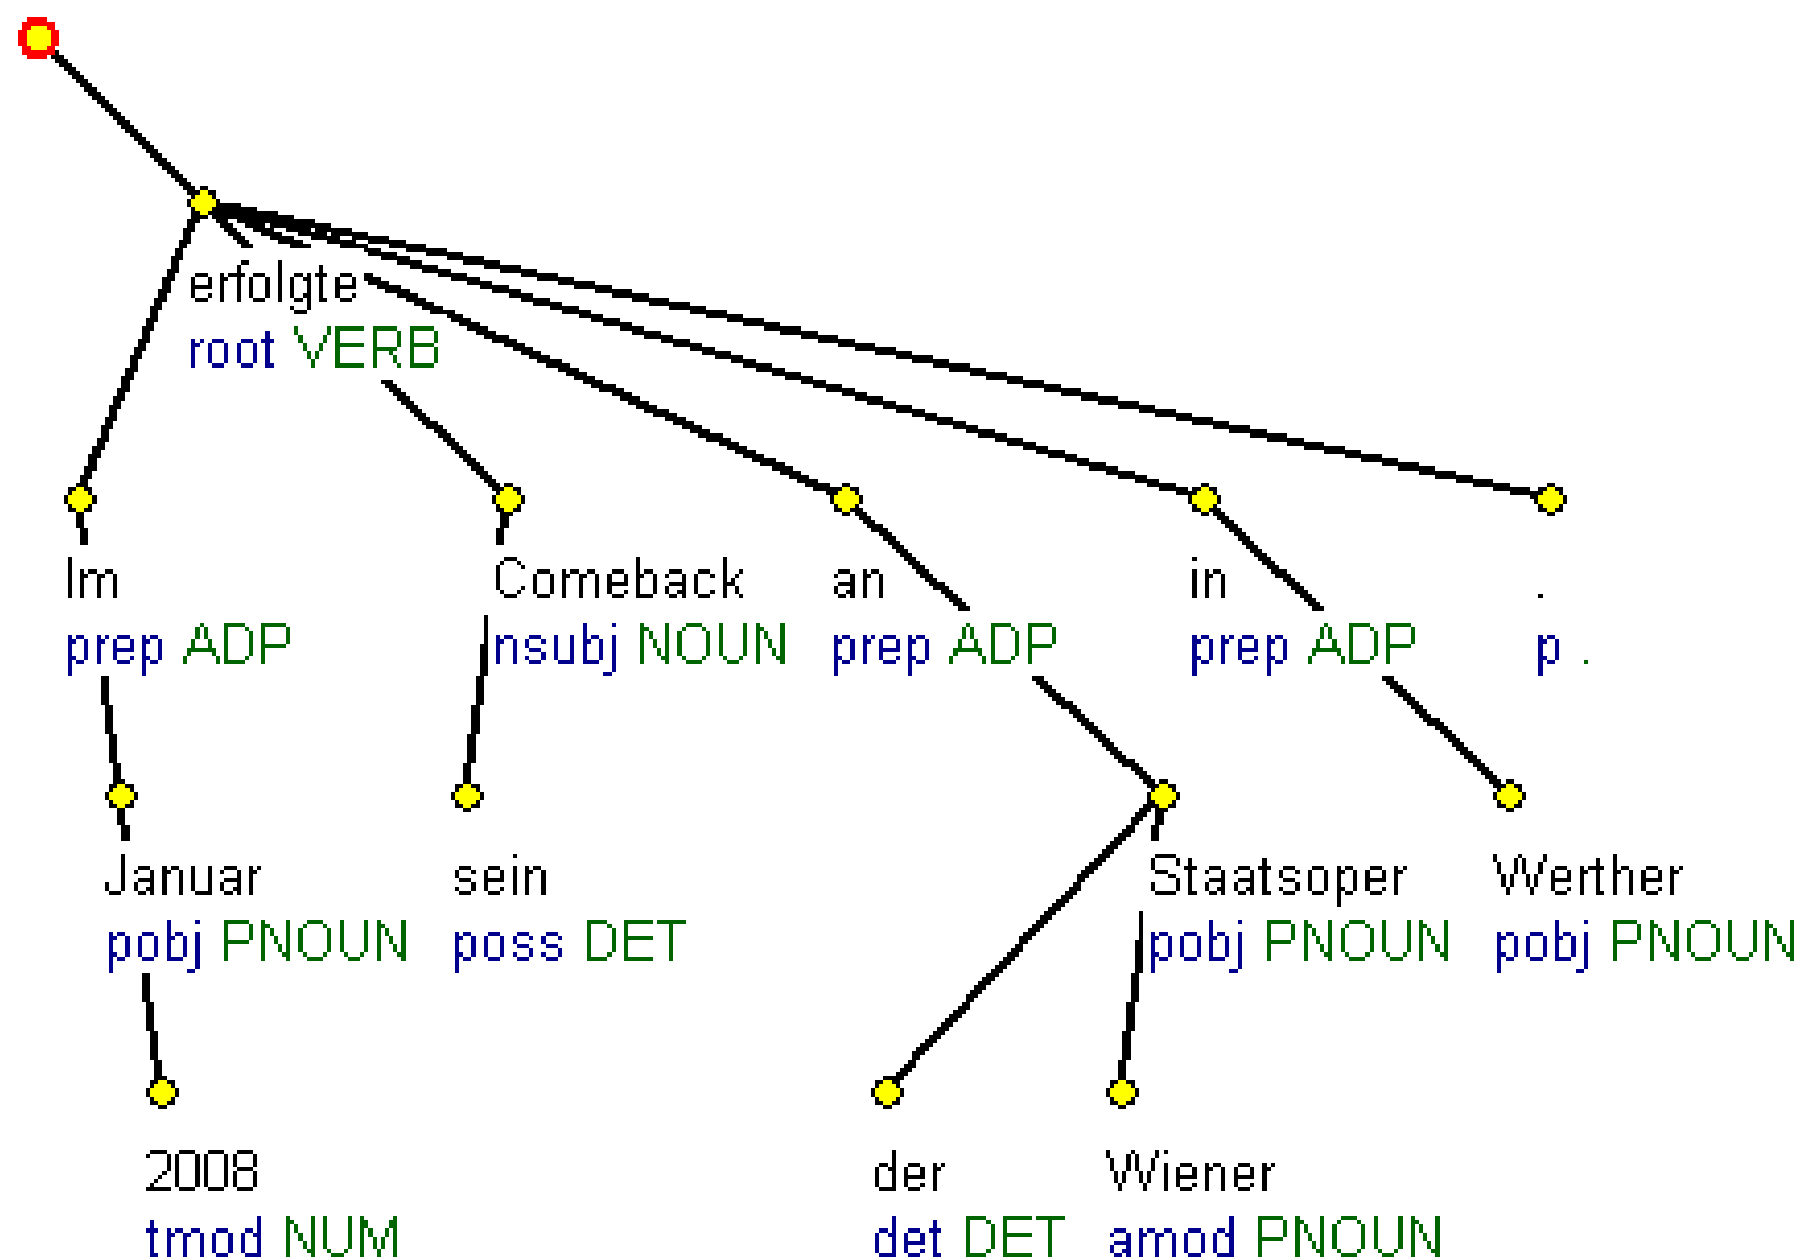 erfolgte
root VERB
Im Comeback an in .
prep ADP nsubj NOUN prep ADP prep ADP p .
Januar sein Staatsoper Werther
pobj PNOUN poss DET pobj PNOUN pobj PNOUN
2008 der Wiener
tmod NUM det DET amod PNOUN